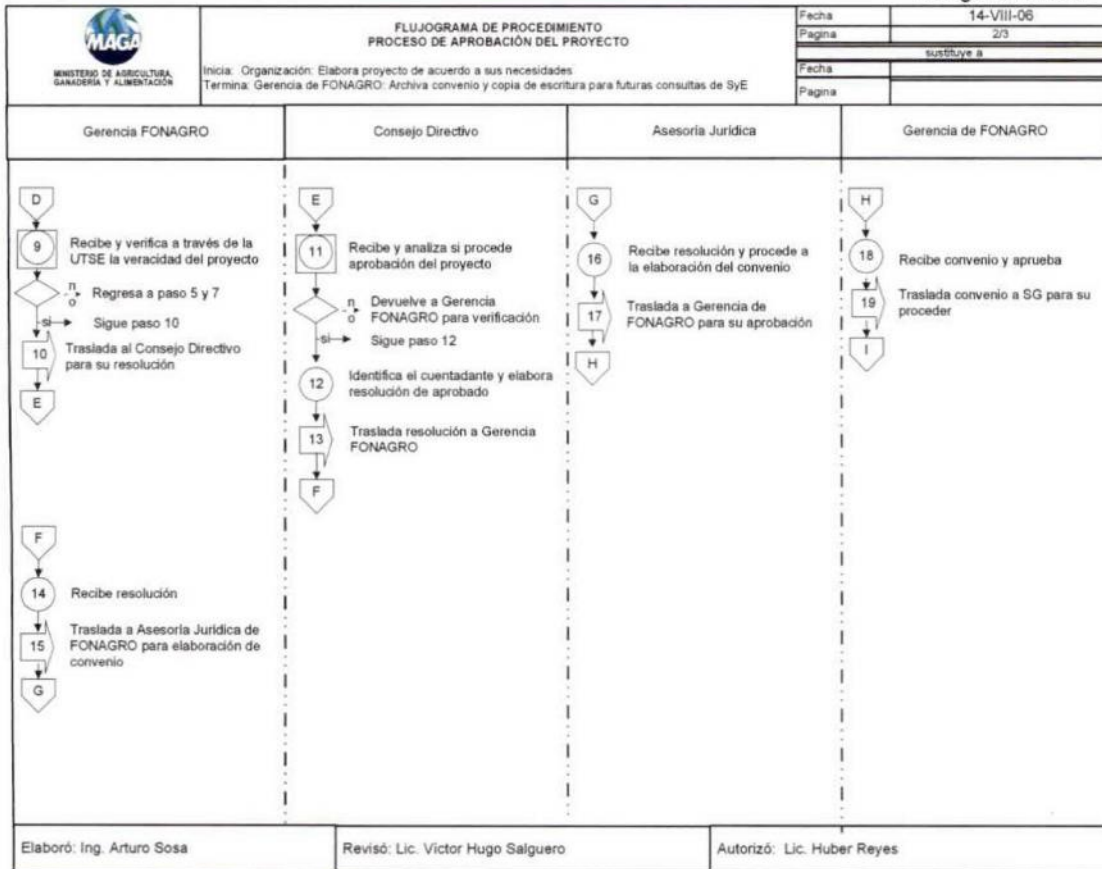 MAGA
MINISTERIO DE AGRICULTURA,
GANADERÍA Y ALIMENTACIÓN
FLUJOGRAMA DE PROCEDIMIENTO
PROCESO DE APROBACIÓN DEL PROYECTO
Inicia: Organización: Elabora proyecto de acuerdo a sus necesidades
Termina: Gerencia de FONAGRO: Archiva convenio y copia de escritura para futuras consultas de SyE
Fecha 14-VIII-06
Pagina 2/3
sustituye a
Fecha
Pagina
Gerencia FONAGRO
Consejo Directivo
Asesoría Jurídica
Gerencia de FONAGRO
D
9
Recibe y verifica a través de la
UTSE la veracidad del proyecto
no
Regresa a paso 5 y 7
si
Sigue paso 10
10
Traslada al Consejo Directivo
para su resolución
E
F
14
Recibe resolución
15
Traslada a Asesoría Jurídica de
FONAGRO para elaboración de
convenio
G
E
11
Recibe y analiza si procede
aprobación del proyecto
no
Devuelve a Gerencia
FONAGRO para verificación
si
Sigue paso 12
12
Identifica el cuentadante y elabora
resolución de aprobado
13
Traslada resolución a Gerencia
FONAGRO
F
G
16
Recibe resolución y procede a
la elaboración del convenio
17
Traslada a Gerencia de
FONAGRO para su aprobación
H
H
18
Recibe convenio y aprueba
19
Traslada convenio a SG para su
proceder
I
Elaboró: Ing. Arturo Sosa
Revisó: Lic. Víctor Hugo Salguero
Autorizó: Lic. Huber Reyes